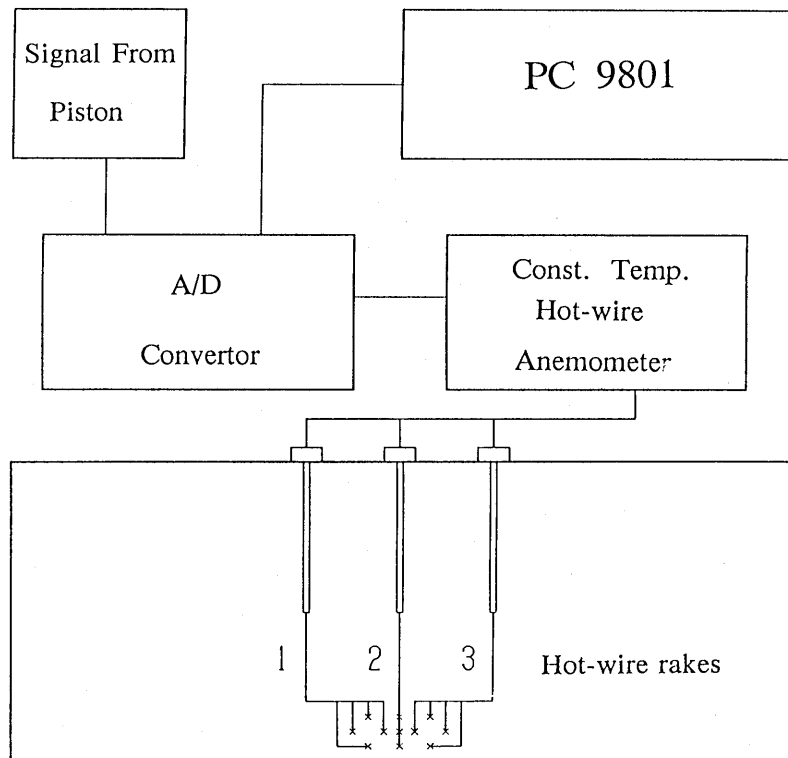 Signal From
Piston
PC 9801
A/D
Convertor
Const. Temp.
Hot-wire
Anemometer
1 2 3
Hot-wire rakes